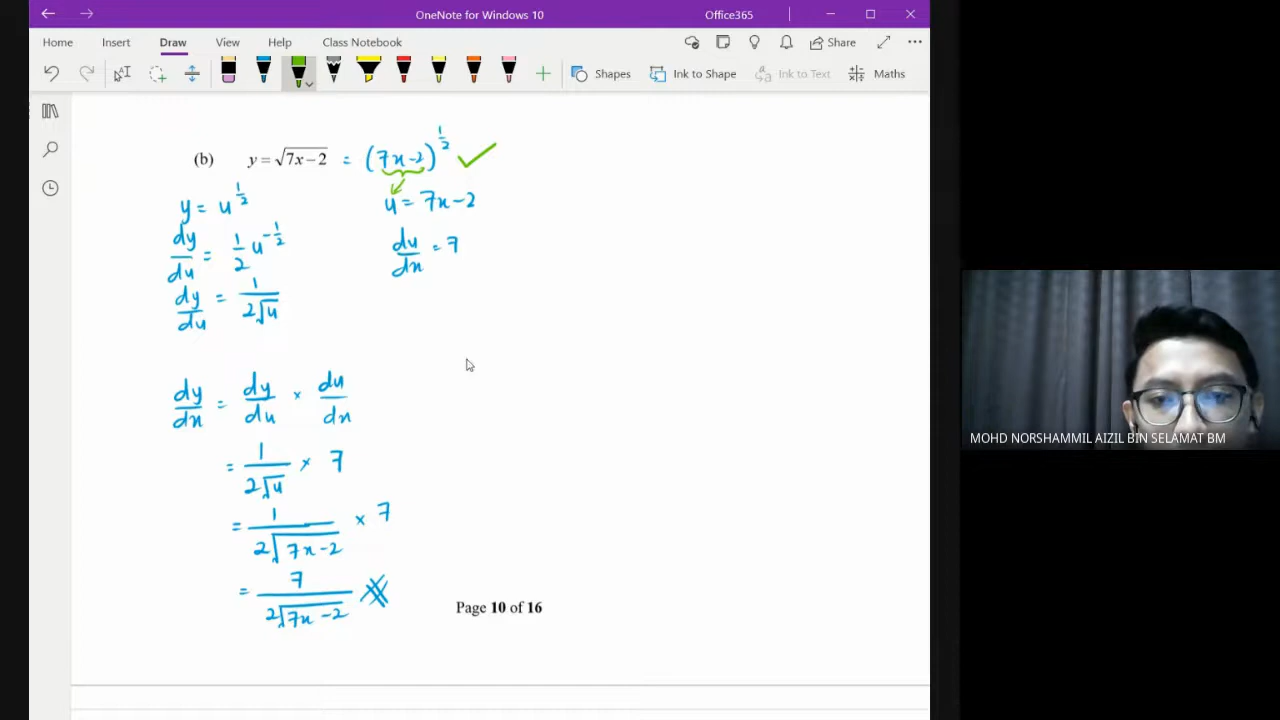 OneNote for Windows 10
Office365
Home Insert Draw View Help Class Notebook
Share
Shapes Ink to Shape Ink to Text Maths
(b) y = √7x−2 = (7x−2)^1/2 ✓
y = u^1/2
u = 7x−2
dy/du = 1/2 u^−1/2
du/dx = 7
dy/du = 1/2√u
dy/dx = dy/du × du/dx
= 1/2√u × 7
= 1/2√7x−2 × 7
= 7/2√7x−2
Page 10 of 16
MOHD NORSHAMMIL AIZIL BIN SELAMAT BM